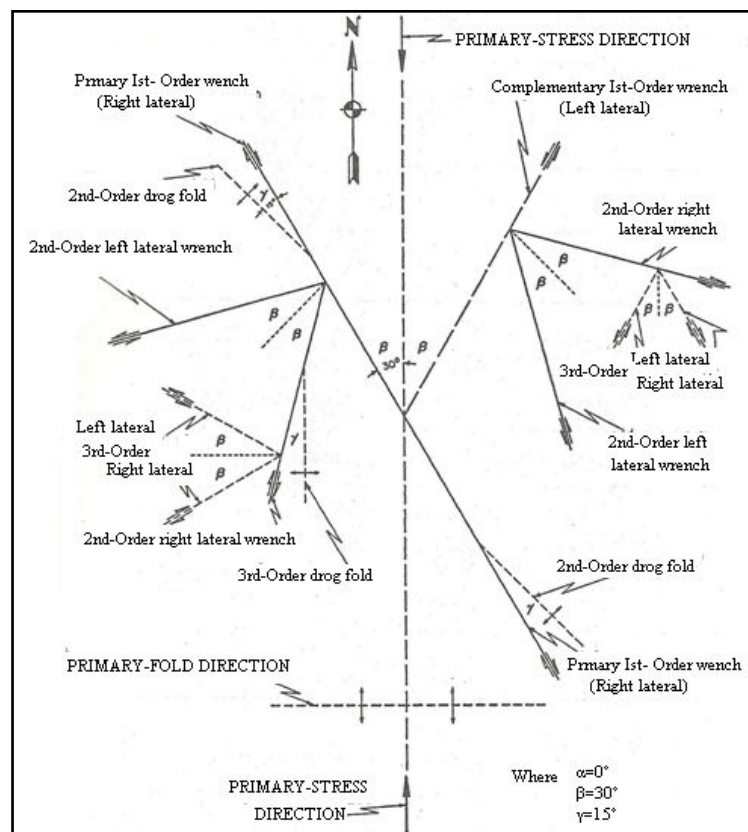 N
PRIMARY-STRESS DIRECTION
Prmary Ist- Order wench
(Right lateral)
Complementary Ist-Order wrench
(Left lateral)
2nd-Order drog fold
γ
2nd-Order right
lateral wrench
2nd-Order left lateral wrench
β
β
β
β
β
β
30°
β
β
3rd-Order
Left lateral
Right lateral
Left lateral
3rd-Order
Right lateral
β
β
γ
2nd-Order left
lateral wrench
2nd-Order right lateral wrench
3rd-Order drog fold
2nd-Order drog fold
γ
PRIMARY-FOLD DIRECTION
Prmary Ist- Order wench
(Right lateral)
PRIMARY-STRESS
DIRECTION
Where α=0°
β=30°
γ=15°